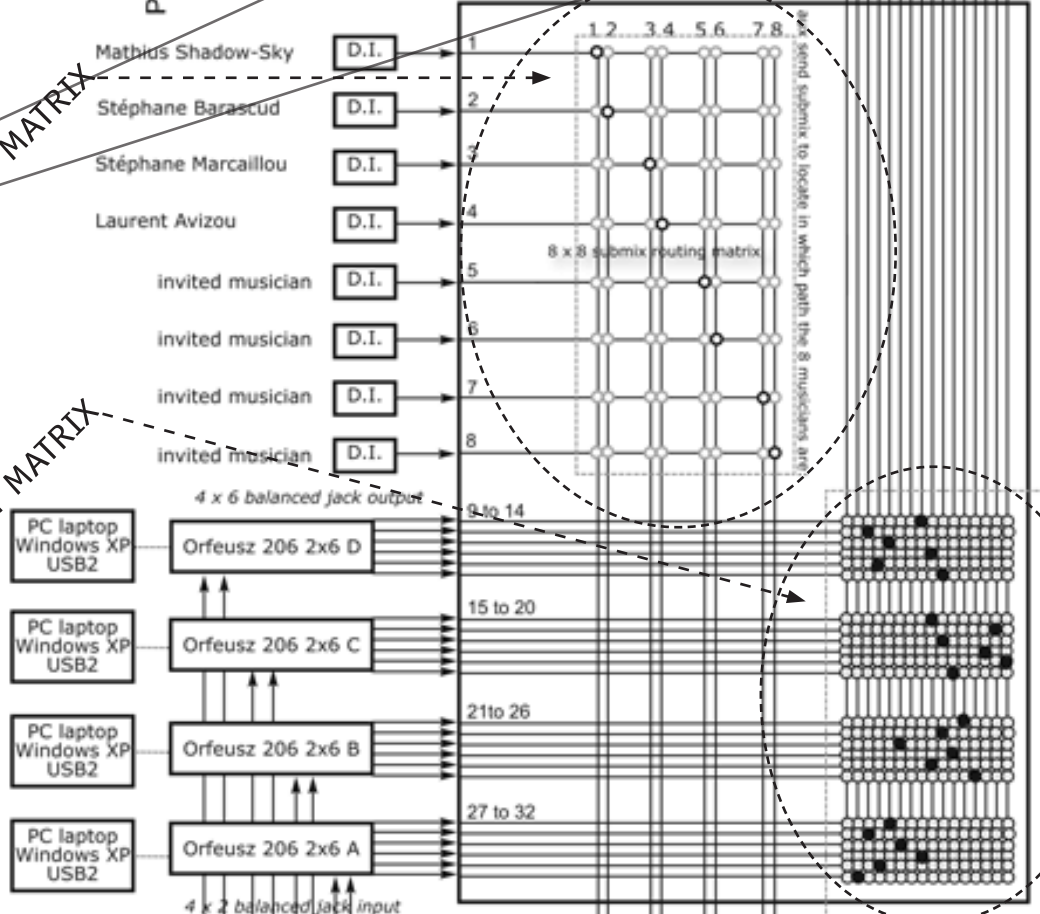 P
MATRIX
Mathius Shadow-Sky D.I. 1
Stéphane Barascud D.I. 2
Stéphane Marcaillou D.I. 3
Laurent Avizou D.I. 4
invited musician D.I. 5
invited musician D.I. 6
invited musician D.I. 7
invited musician D.I. 8
1 2 3 4 5 6 7 8
8 x 8 submix routing matrix
send submix to locate in which path the 8 musicians are
MATRIX
4 x 6 balanced jack output
PC laptop
Windows XP
USB2
Orfeusz 206 2x6 D
9 to 14
PC laptop
Windows XP
USB2
Orfeusz 206 2x6 C
15 to 20
PC laptop
Windows XP
USB2
Orfeusz 206 2x6 B
21to 26
PC laptop
Windows XP
USB2
Orfeusz 206 2x6 A
27 to 32
4 x 2 balanced jack input